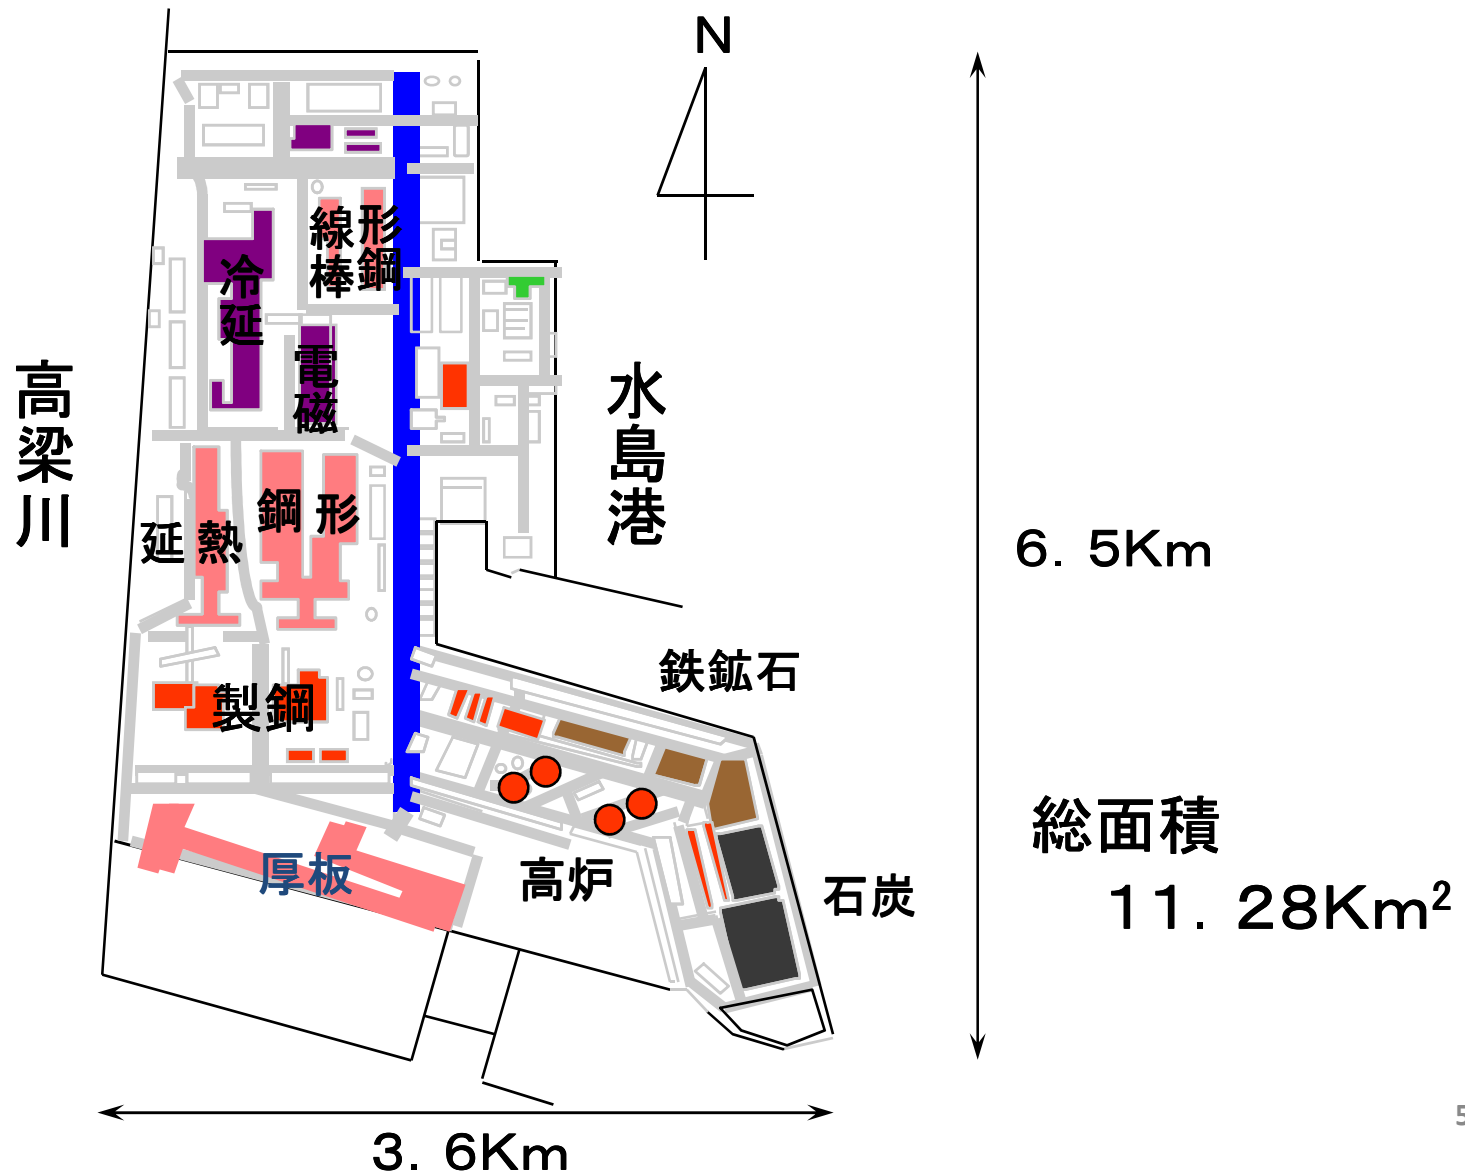 N
線棒
形鋼
冷延
電磁
高梁川
水島港
鋼 形
延 熱
6. 5Km
鉄鉱石
製鋼
総面積
11. 28Km²
厚板
高炉
石炭
3. 6Km
5